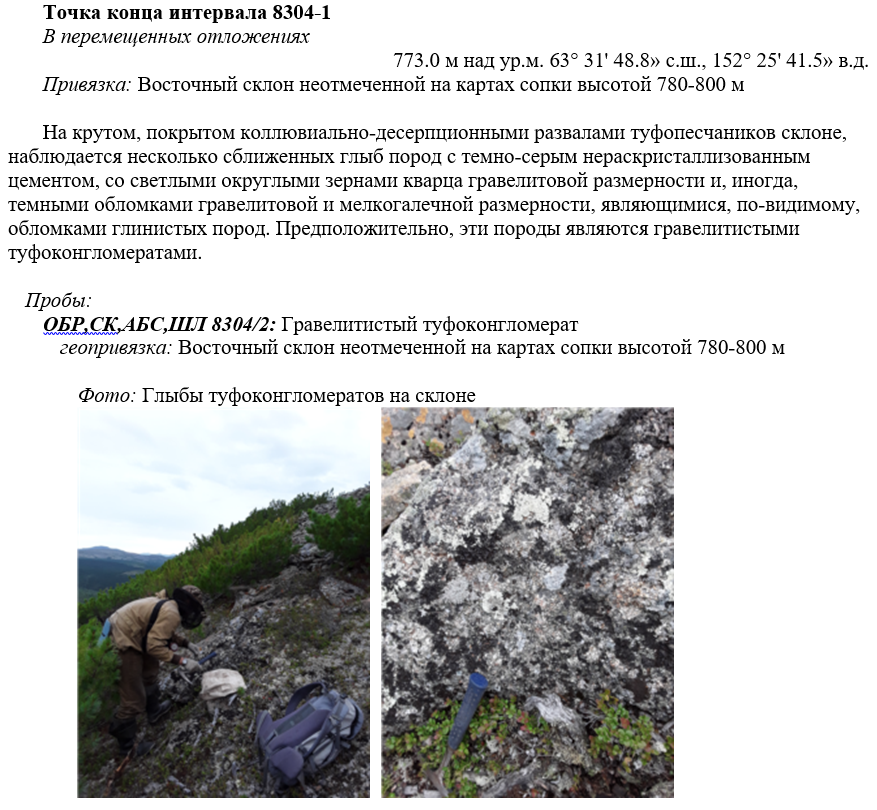 Точка конца интервала 8304-1
В перемещенных отложениях
773.0 м над ур.м. 63° 31' 48.8» с.ш., 152° 25' 41.5» в.д.
Привязка: Восточный склон неотмеченной на картах сопки высотой 780-800 м
На крутом, покрытом коллювиально-десерпционными развалами туфопесчаников склоне,
наблюдается несколько сближенных глыб пород с темно-серым нераскристаллизованным
цементом, со светлыми округлыми зернами кварца гравелитовой размерности и, иногда,
темными обломками гравелитовой и мелкогалечной размерности, являющимися, по-видимому,
обломками глинистых пород. Предположительно, эти породы являются гравелитистыми
туфоконгломератами.
Пробы:
ОБР,СК,АБС,ШЛ 8304/2: Гравелитистый туфоконгломерат
геопривязка: Восточный склон неотмеченной на картах сопки высотой 780-800 м
Фото: Глыбы туфоконгломератов на склоне